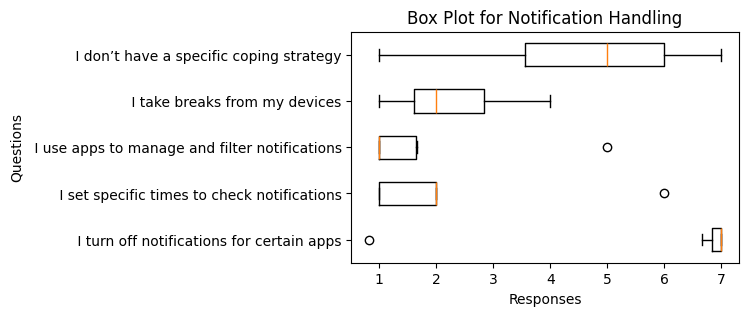 Box Plot for Notification Handling
Questions
I don’t have a specific coping strategy
I take breaks from my devices
I use apps to manage and filter notifications
I set specific times to check notifications
I turn off notifications for certain apps
1 2 3 4 5 6 7
Responses